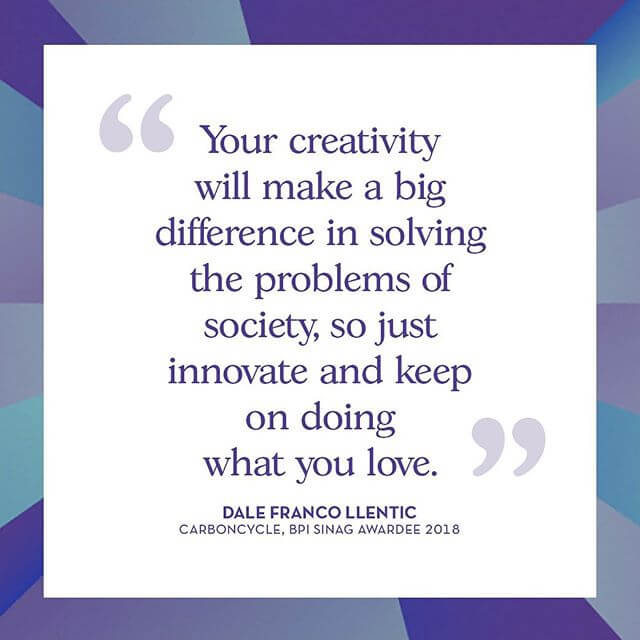 “
Your creativity
will make a big
difference in solving
the problems of
society, so just
innovate and keep
on doing
what you love.
”
DALE FRANCO LLENTIC
CARBONCYCLE, BPI SINAG AWARDEE 2018